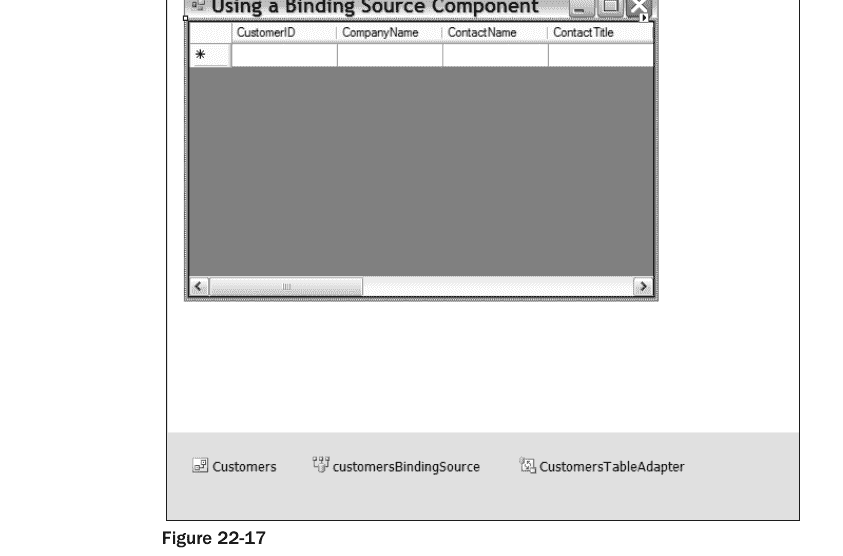 Using a Binding Source Component
CustomerID CompanyName ContactName ContactTitle
*
Customers customersBindingSource CustomersTableAdapter
Figure 22-17